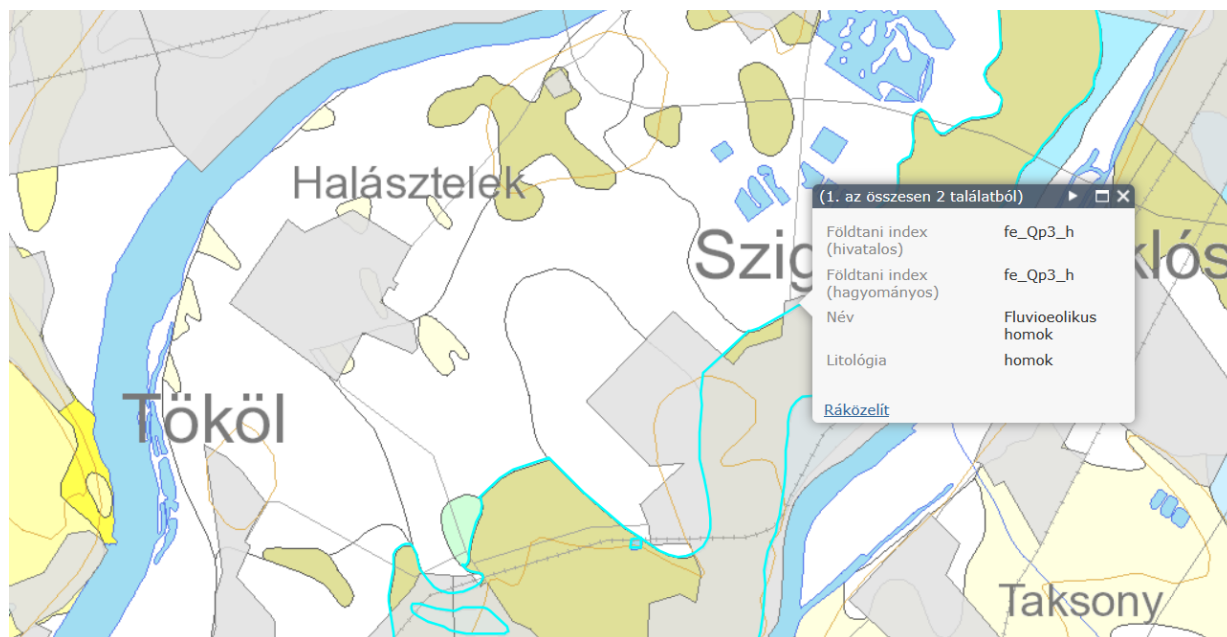 Halásztelek
Szig
klós
Tököl
Taksony
(1. az összesen 2 találatból)
Földtani index
(hivatalos)
fe_Qp3_h
Földtani index
(hagyományos)
fe_Qp3_h
Név
Fluvioeolikus
homok
Litológia
homok
Ráközelít